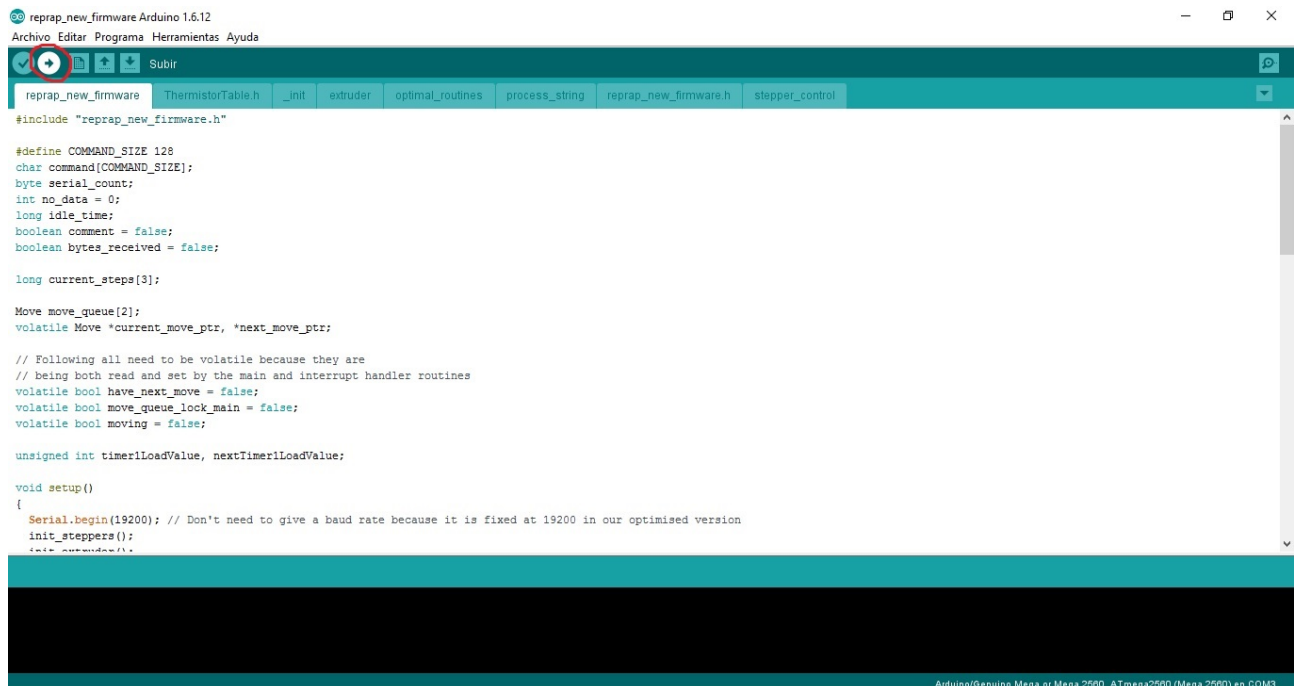 reprap_new_firmware Arduino 1.6.12
Archivo Editar Programa Herramientas Ayuda
Subir
reprap_new_firmware ThermistorTable.h _init extruder optimal_routines process_string reprap_new_firmware.h stepper_control
#include "reprap_new_firmware.h"
#define COMMAND_SIZE 128
char command[COMMAND_SIZE];
byte serial_count;
int no_data = 0;
long idle_time;
boolean comment = false;
boolean bytes_received = false;
long current_steps[3];
Move move_queue[2];
volatile Move *current_move_ptr, *next_move_ptr;
// Following all need to be volatile because they are
// being both read and set by the main and interrupt handler routines
volatile bool have_next_move = false;
volatile bool move_queue_lock_main = false;
volatile bool moving = false;
unsigned int timer1LoadValue, nextTimer1LoadValue;
void setup()
{
Serial.begin(19200); // Don't need to give a baud rate because it is fixed at 19200 in our optimised version
init_steppers();
init_extruder();
Arduino/Genuino Mega or Mega 2560, ATmega2560 (Mega 2560) en COM3